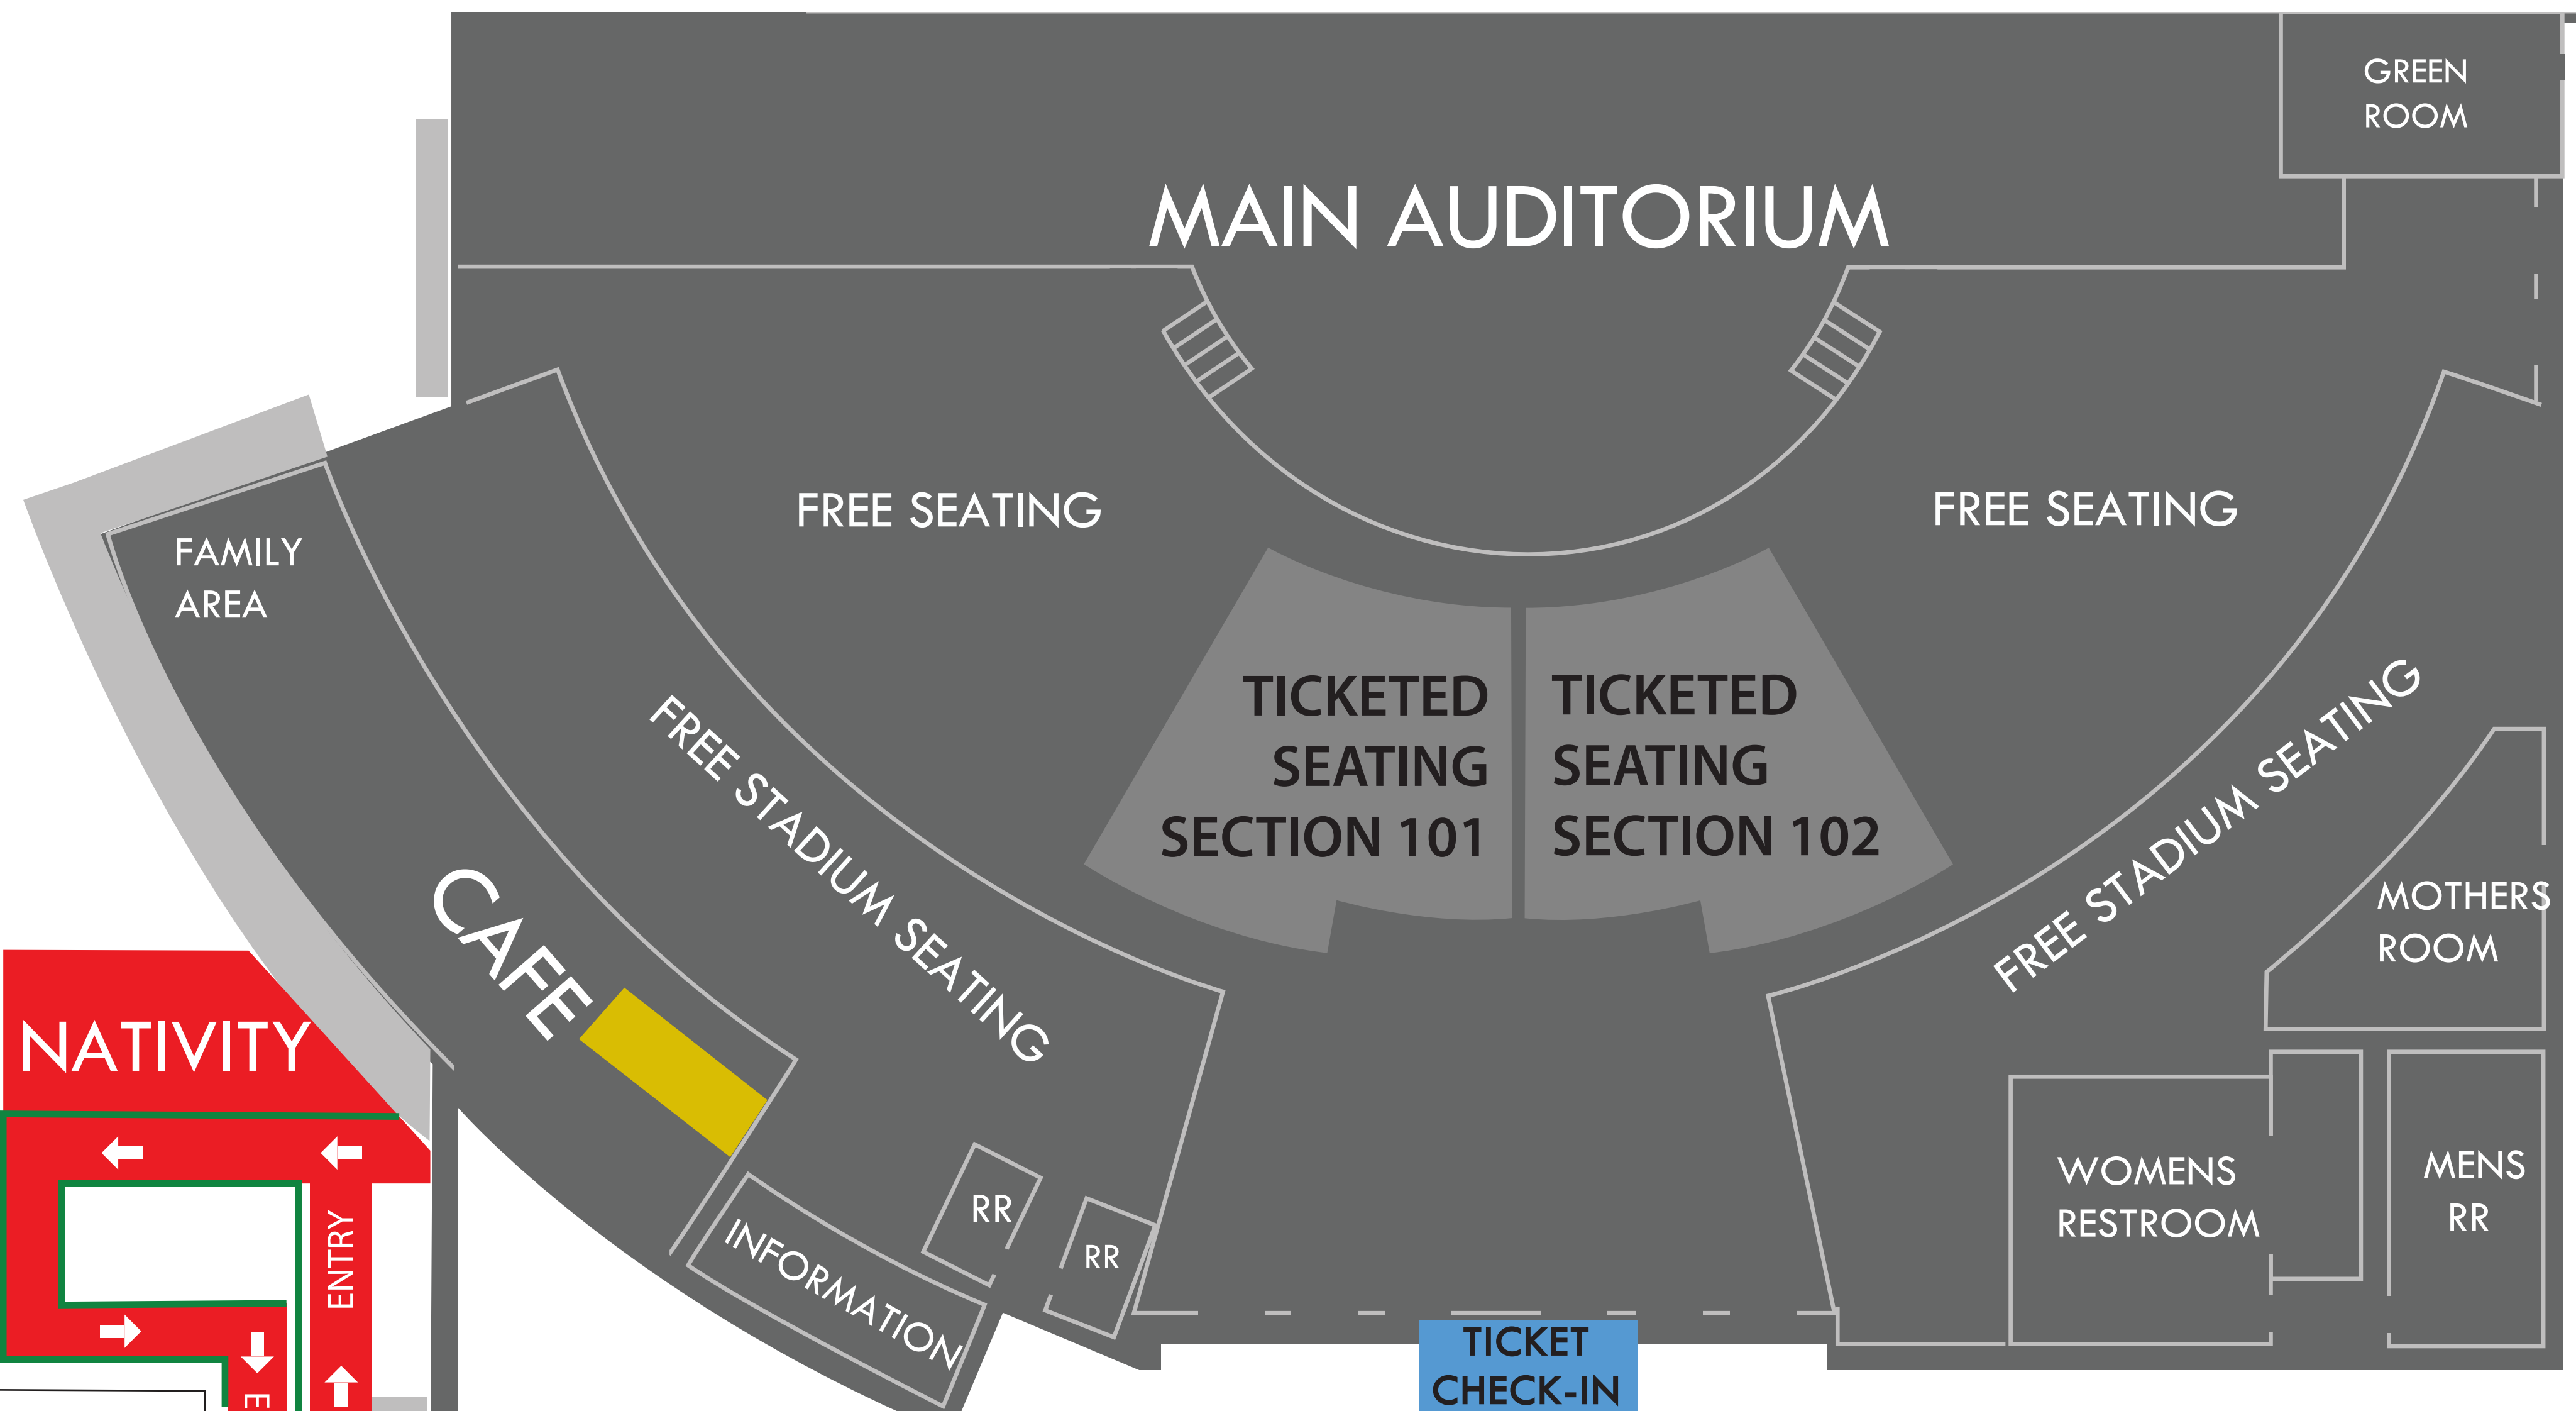 GREEN
ROOM
MAIN AUDITORIUM
FREE SEATING
FREE SEATING
FAMILY
AREA
TICKETED
SEATING
SECTION 101
TICKETED
SEATING
SECTION 102
FREE STADIUM SEATING
FREE STADIUM SEATING
CAFE
MOTHERS
ROOM
NATIVITY
WOMENS
RESTROOM
MENS
RR
RR
RR
INFORMATION
ENTRY
TICKET
CHECK-IN
E